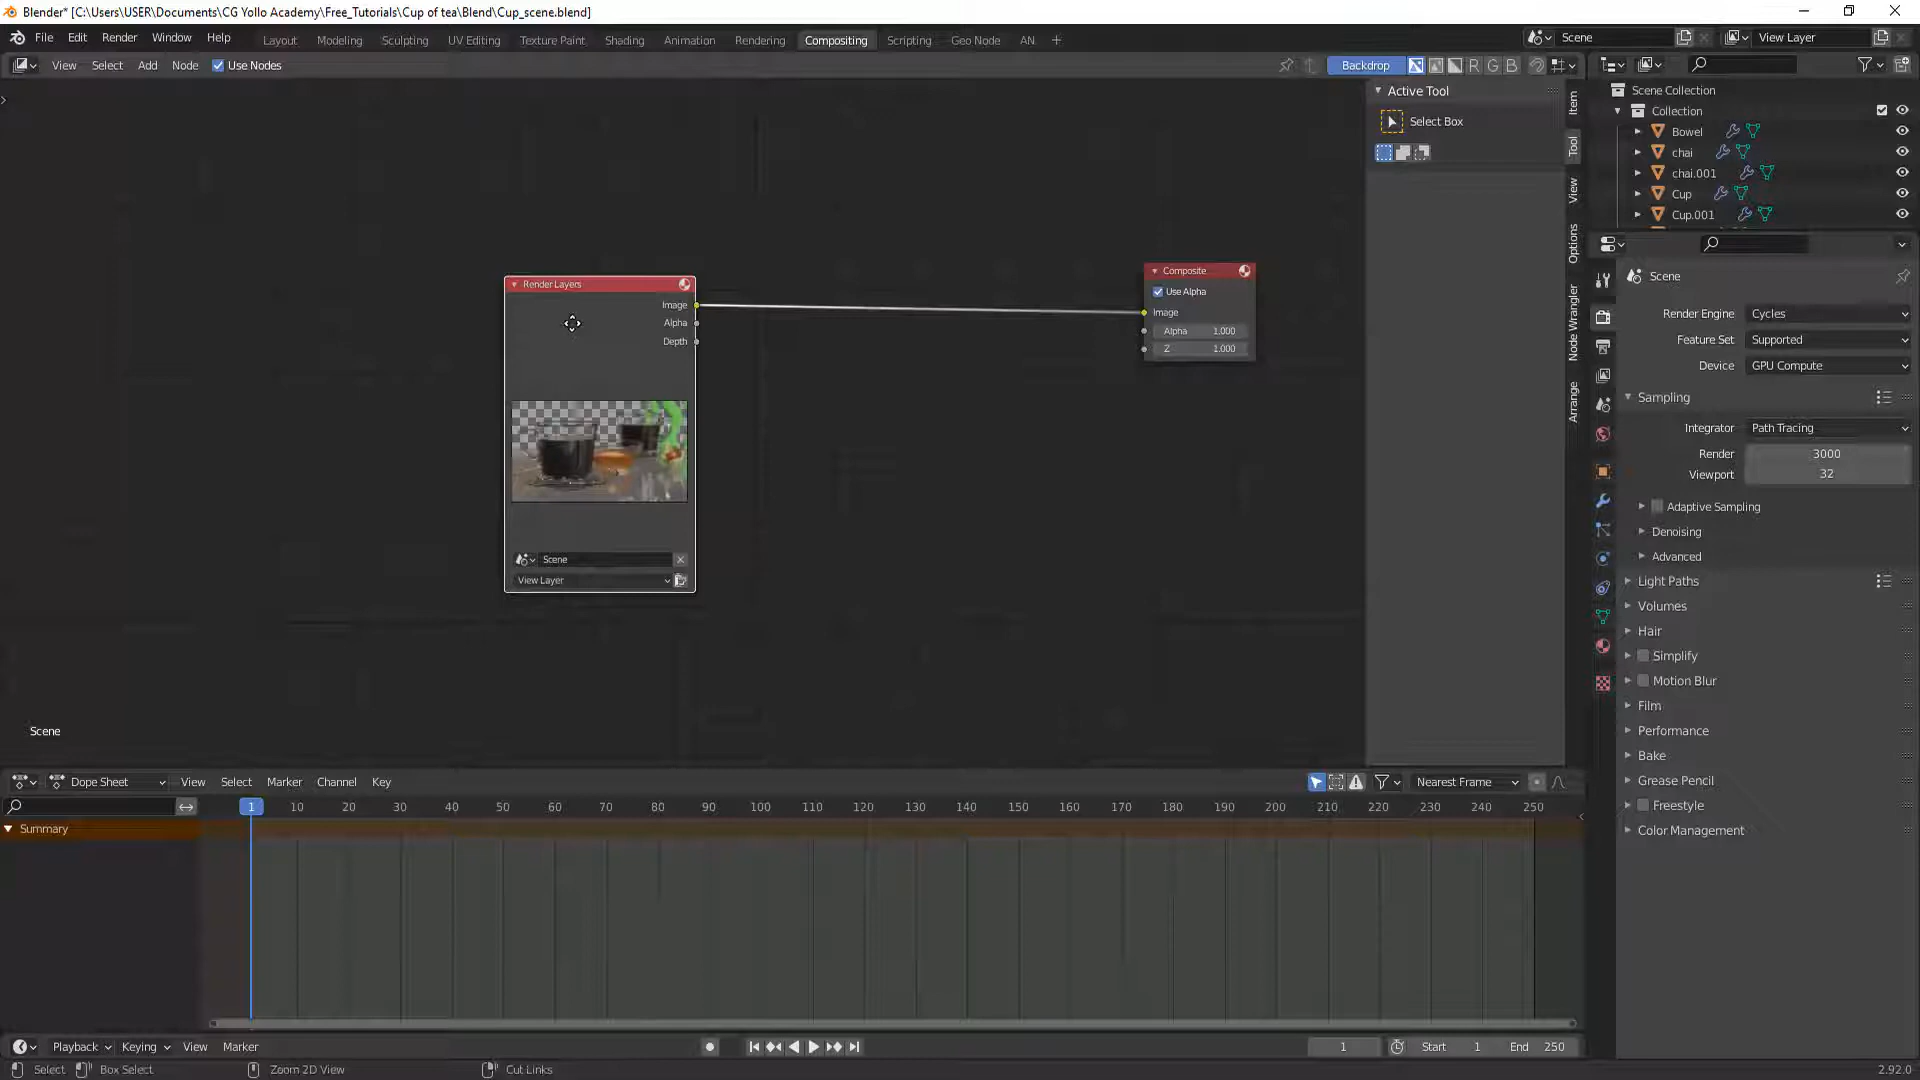 Blender* [C:\Users\USER\Documents\CG Yollo Academy\Free_Tutorials\Cup of tea\Blend\Cup_scene.blend]
File Edit Render Window Help Layout Modeling Sculpting UV Editing Texture Paint Shading Animation Rendering Compositing Scripting Geo Node AN + Scene View Layer
View Select Add Node Use Nodes Backdrop R G B
Active Tool
Select Box
Item
Tool
View
Options
Node Wrangler
Arrange
Render Layers
Image
Alpha
Depth
Scene
View Layer
Composite
Use Alpha
Image
Alpha 1.000
Z 1.000
Scene
Scene Collection
Collection
Bowel
chai
chai.001
Cup
Cup.001
Scene
Render Engine Cycles
Feature Set Supported
Device GPU Compute
Sampling
Integrator Path Tracing
Render 3000
Viewport 32
Adaptive Sampling
Denoising
Advanced
Light Paths
Volumes
Hair
Simplify
Motion Blur
Film
Performance
Bake
Grease Pencil
Freestyle
Color Management
Dope Sheet View Select Marker Channel Key Nearest Frame
1 10 20 30 40 50 60 70 80 90 100 110 120 130 140 150 160 170 180 190 200 210 220 230 240 250
Summary
Playback Keying View Marker 1 Start 1 End 250
Select Box Select Zoom 2D View Cut Links 2.92.0